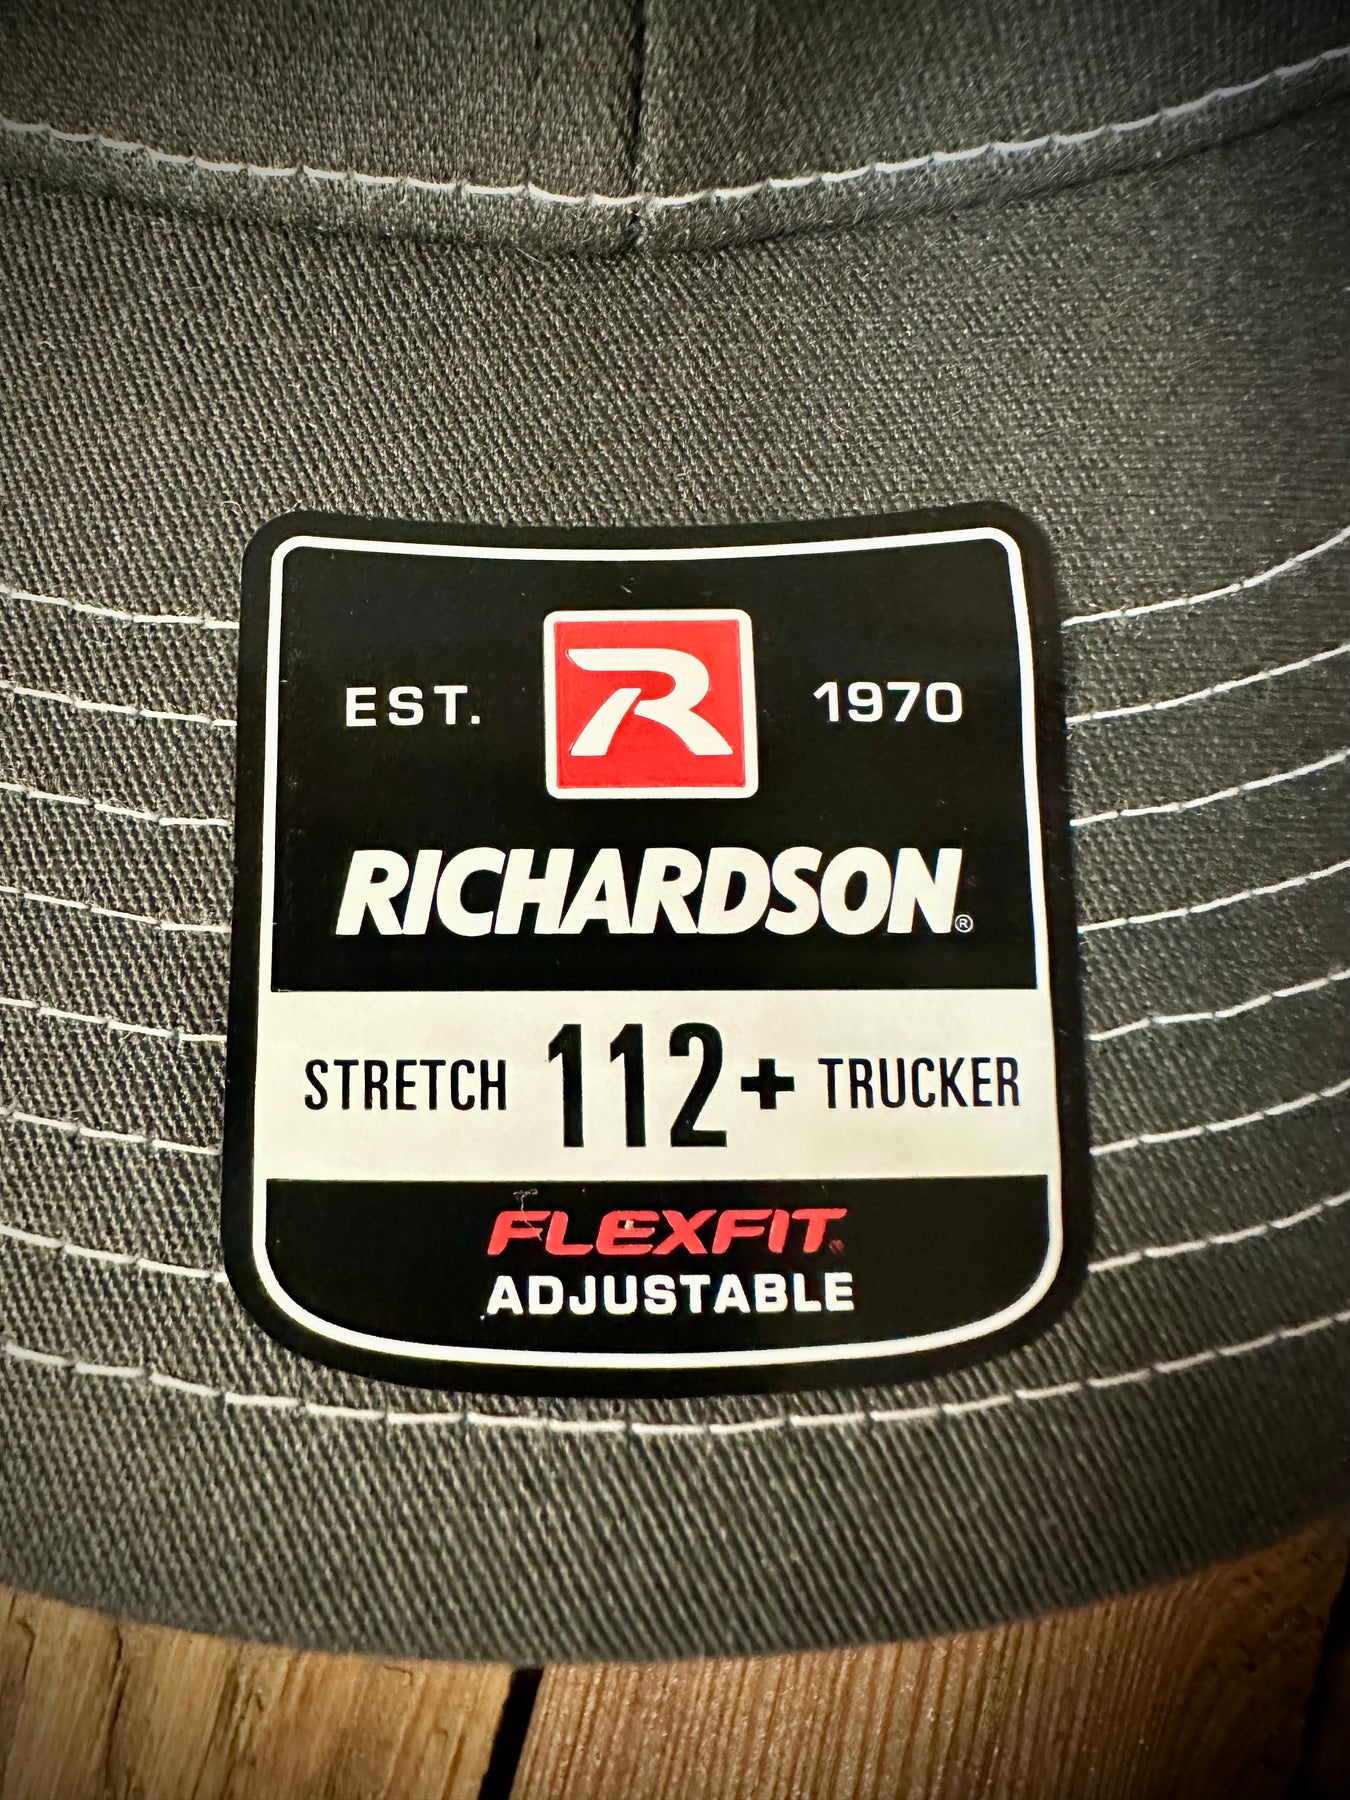 EST. R 1970
RICHARDSON®
STRETCH 112+ TRUCKER
FLEXFIT
ADJUSTABLE